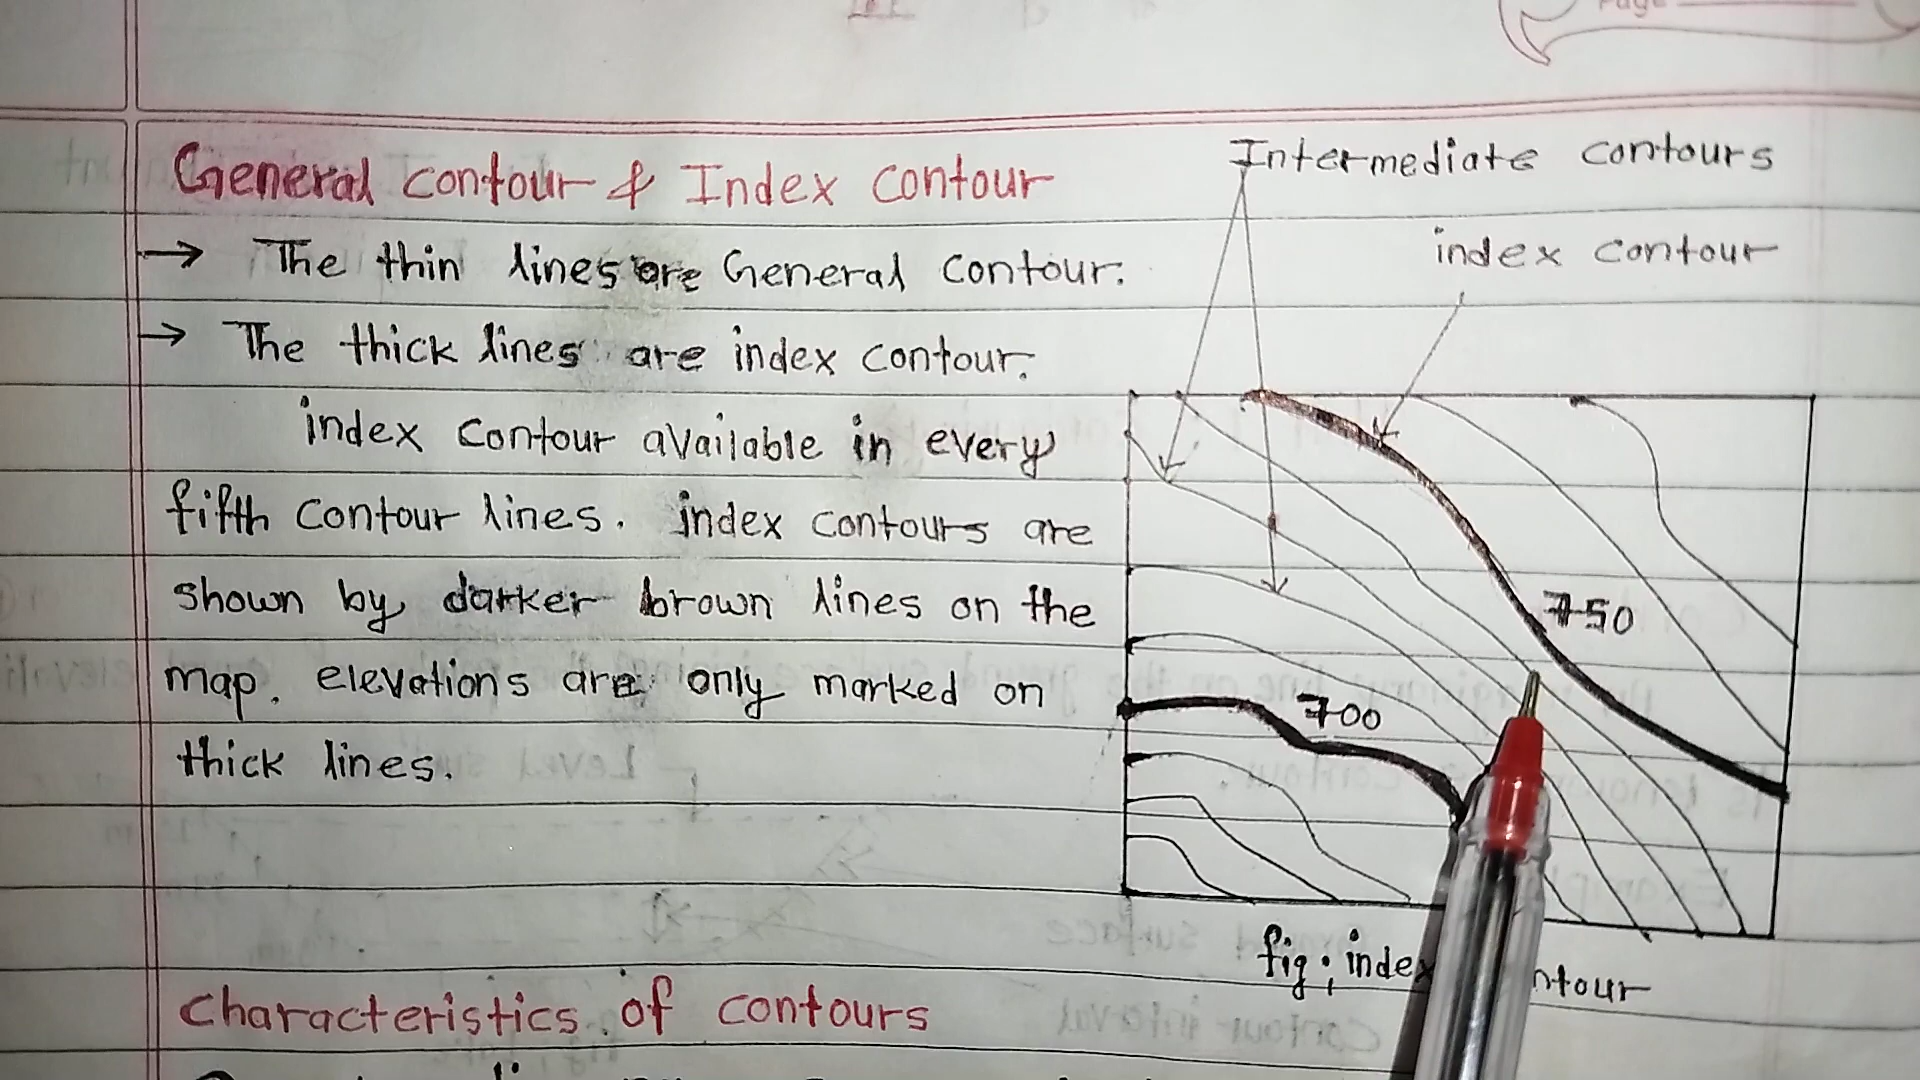 Page
General contour & Index contour
→ The thin lines are General contour.
→ The thick lines are index contour.
index contour available in every
fifth contour lines. index contours are
shown by darker brown lines on the
map. elevations are only marked on
thick lines.
Intermediate contours
index contour
750
700
fig: index ntour
characteristics of contours